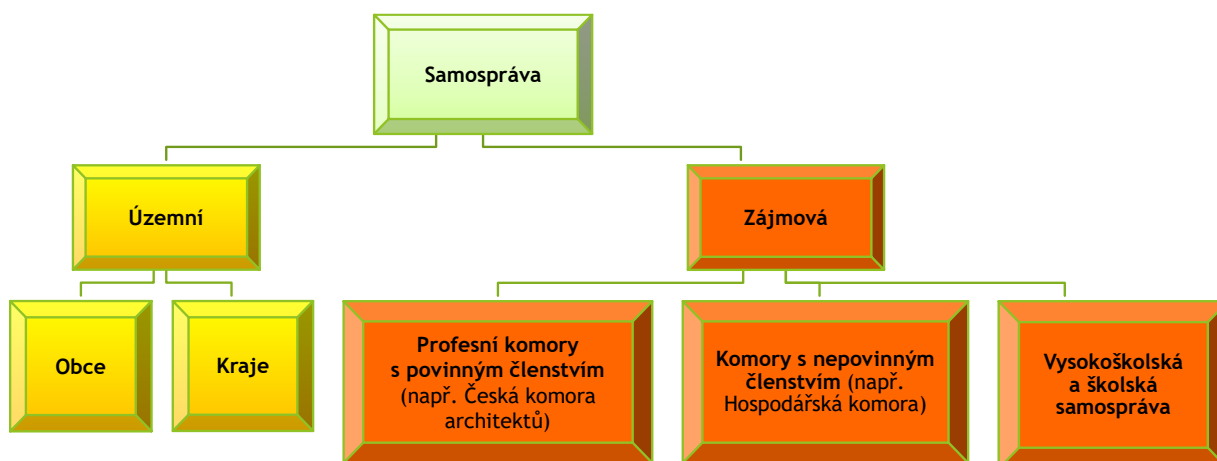 Samospráva
Územní
Zájmová
Obce
Kraje
Profesní komory
s povinným členstvím
(např. Česká komora
architektů)
Komory s nepovinným
členstvím (např.
Hospodářská komora)
Vysokoškolská
a školská
samospráva